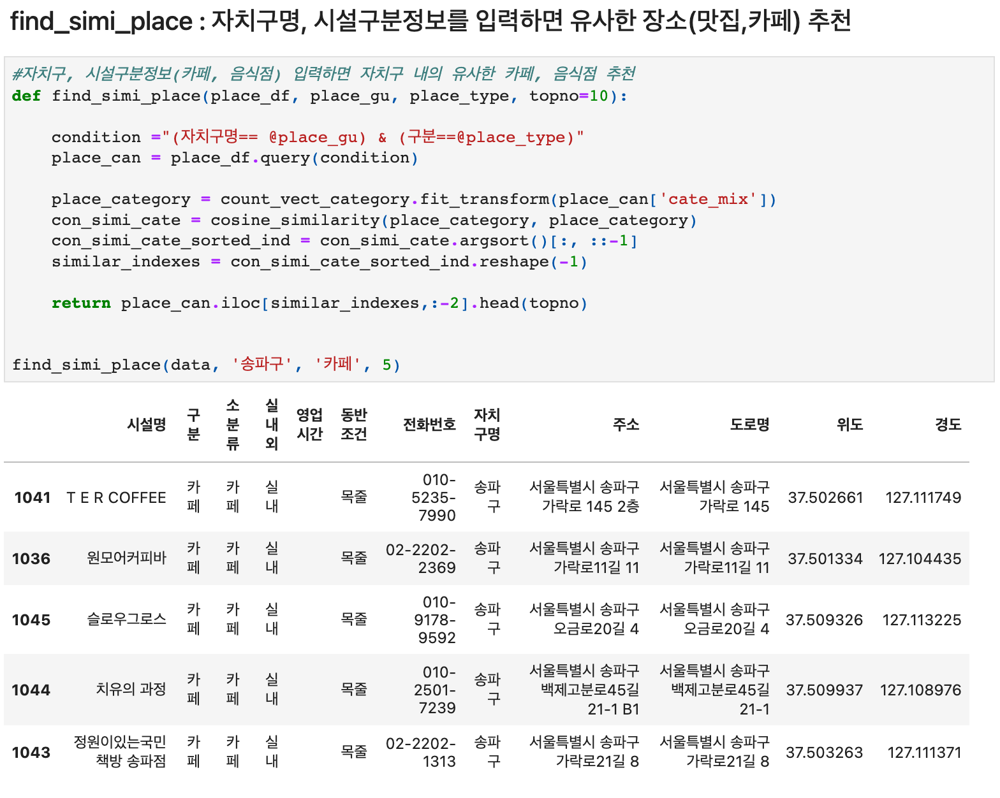 find_simi_place : 자치구명, 시설구분정보를 입력하면 유사한 장소(맛집,카페) 추천
#자치구, 시설구분정보(카페, 음식점) 입력하면 자치구 내의 유사한 카페, 음식점 추천
def find_simi_place(place_df, place_gu, place_type, topno=10):
    condition ="(자치구명== @place_gu) & (구분==@place_type)"
    place_can = place_df.query(condition)
    place_category = count_vect_category.fit_transform(place_can['cate_mix'])
    con_simi_cate = cosine_similarity(place_category, place_category)
    con_simi_cate_sorted_ind = con_simi_cate.argsort()[:, ::-1]
    similar_indexes = con_simi_cate_sorted_ind.reshape(-1)
    return place_can.iloc[similar_indexes,:-2].head(topno)
find_simi_place(data, '송파구', '카페', 5)
시설명 구분 소분류 실내외 영업시간 동반조건 전화번호 자치구명 주소 도로명 위도 경도
1041 T E R COFFEE 카페 카페 실내 목줄 010-5235-7990 송파구 서울특별시 송파구 가락로 145 2층 서울특별시 송파구 가락로 145 37.502661 127.111749
1036 원모어커피바 카페 카페 실내 목줄 02-2202-2369 송파구 서울특별시 송파구 가락로11길 11 서울특별시 송파구 가락로11길 11 37.501334 127.104435
1045 슬로우그로스 카페 카페 실내 목줄 010-9178-9592 송파구 서울특별시 송파구 오금로20길 4 서울특별시 송파구 오금로20길 4 37.509326 127.113225
1044 치유의 과정 카페 카페 실내 목줄 010-2501-7239 송파구 서울특별시 송파구 백제고분로45길 21-1 B1 서울특별시 송파구 백제고분로45길 21-1 37.509937 127.108976
1043 정원이있는국민책방 송파점 카페 카페 실내 목줄 02-2202-1313 송파구 서울특별시 송파구 가락로21길 8 서울특별시 송파구 가락로21길 8 37.503263 127.111371